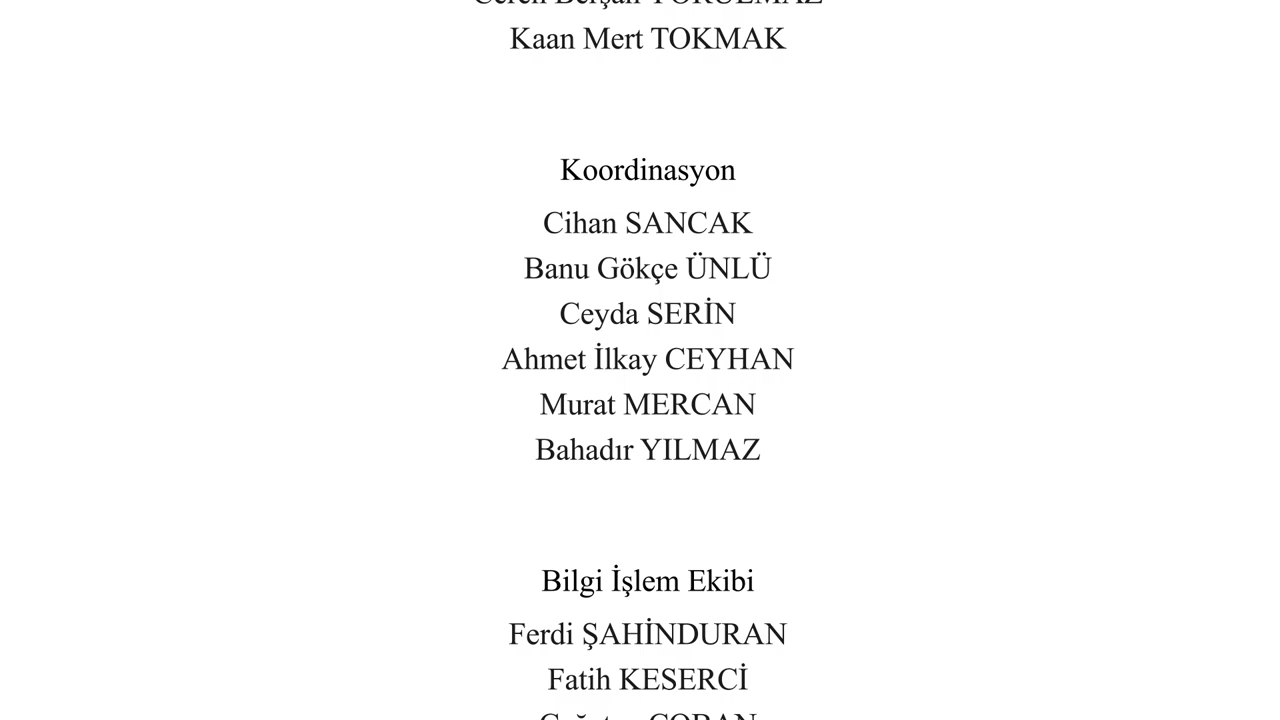 Kaan Mert TOKMAK
Koordinasyon
Cihan SANCAK
Banu Gökçe ÜNLÜ
Ceyda SERİN
Ahmet İlkay CEYHAN
Murat MERCAN
Bahadır YILMAZ
Bilgi İşlem Ekibi
Ferdi ŞAHİNDURAN
Fatih KESERCİ